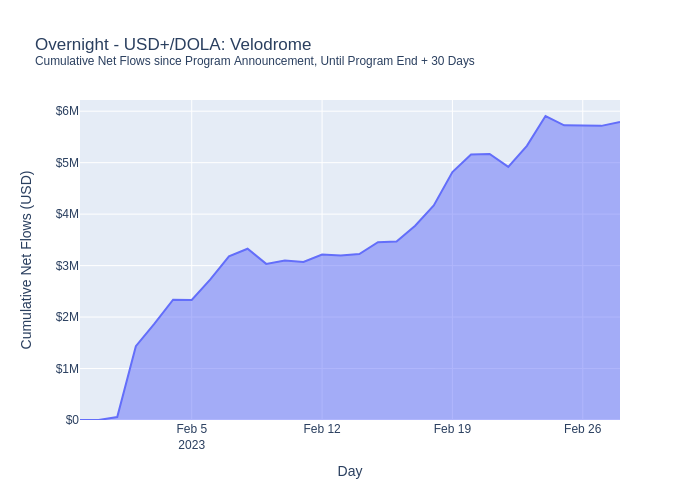 Overnight - USD+/DOLA: Velodrome
Cumulative Net Flows since Program Announcement, Until Program End + 30 Days
Cumulative Net Flows (USD)
$6M
$5M
$4M
$3M
$2M
$1M
$0
Feb 5
2023
Feb 12
Feb 19
Feb 26
Day